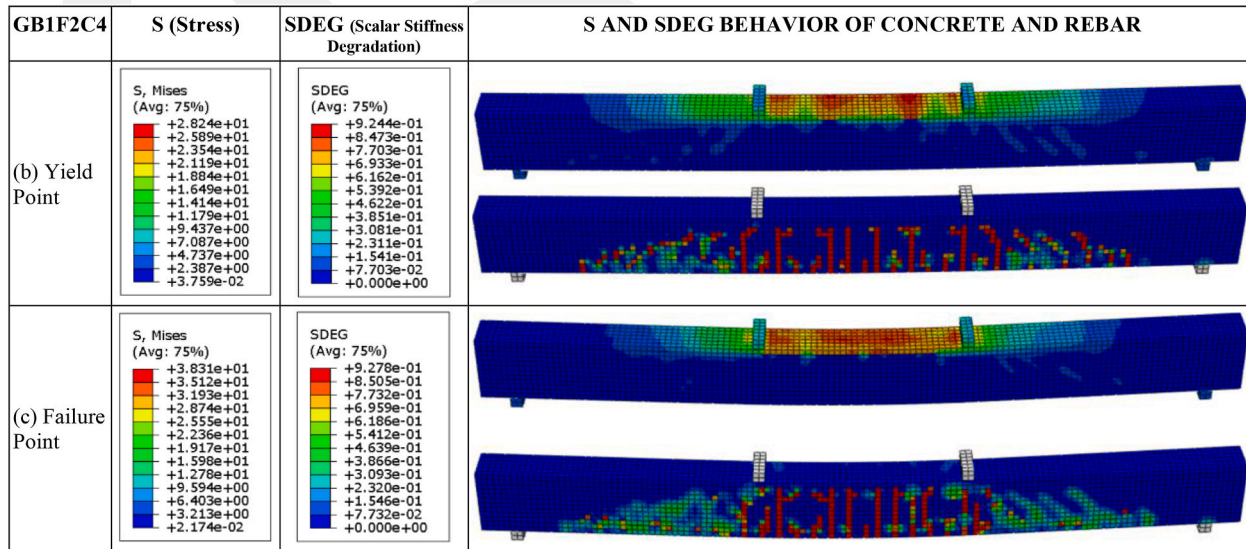 GB1F2C4
S (Stress)
SDEG (Scalar Stiffness
Degradation)
S AND SDEG BEHAVIOR OF CONCRETE AND REBAR
(b) Yield
Point
S, Mises
(Avg: 75%)
+2.824e+01
+2.589e+01
+2.354e+01
+2.119e+01
+1.884e+01
+1.649e+01
+1.414e+01
+1.179e+01
+9.437e+00
+7.087e+00
+4.737e+00
+2.387e+00
+3.759e-02
SDEG
(Avg: 75%)
+9.244e-01
+8.473e-01
+7.703e-01
+6.933e-01
+6.162e-01
+5.392e-01
+4.622e-01
+3.851e-01
+3.081e-01
+2.311e-01
+1.541e-01
+7.703e-02
+0.000e+00
(c) Failure
Point
S, Mises
(Avg: 75%)
+3.831e+01
+3.512e+01
+3.193e+01
+2.874e+01
+2.555e+01
+2.236e+01
+1.917e+01
+1.598e+01
+1.278e+01
+9.594e+00
+6.403e+00
+3.213e+00
+2.174e-02
SDEG
(Avg: 75%)
+9.278e-01
+8.505e-01
+7.732e-01
+6.959e-01
+6.186e-01
+5.412e-01
+4.639e-01
+3.866e-01
+3.093e-01
+2.320e-01
+1.546e-01
+7.732e-02
+0.000e+00